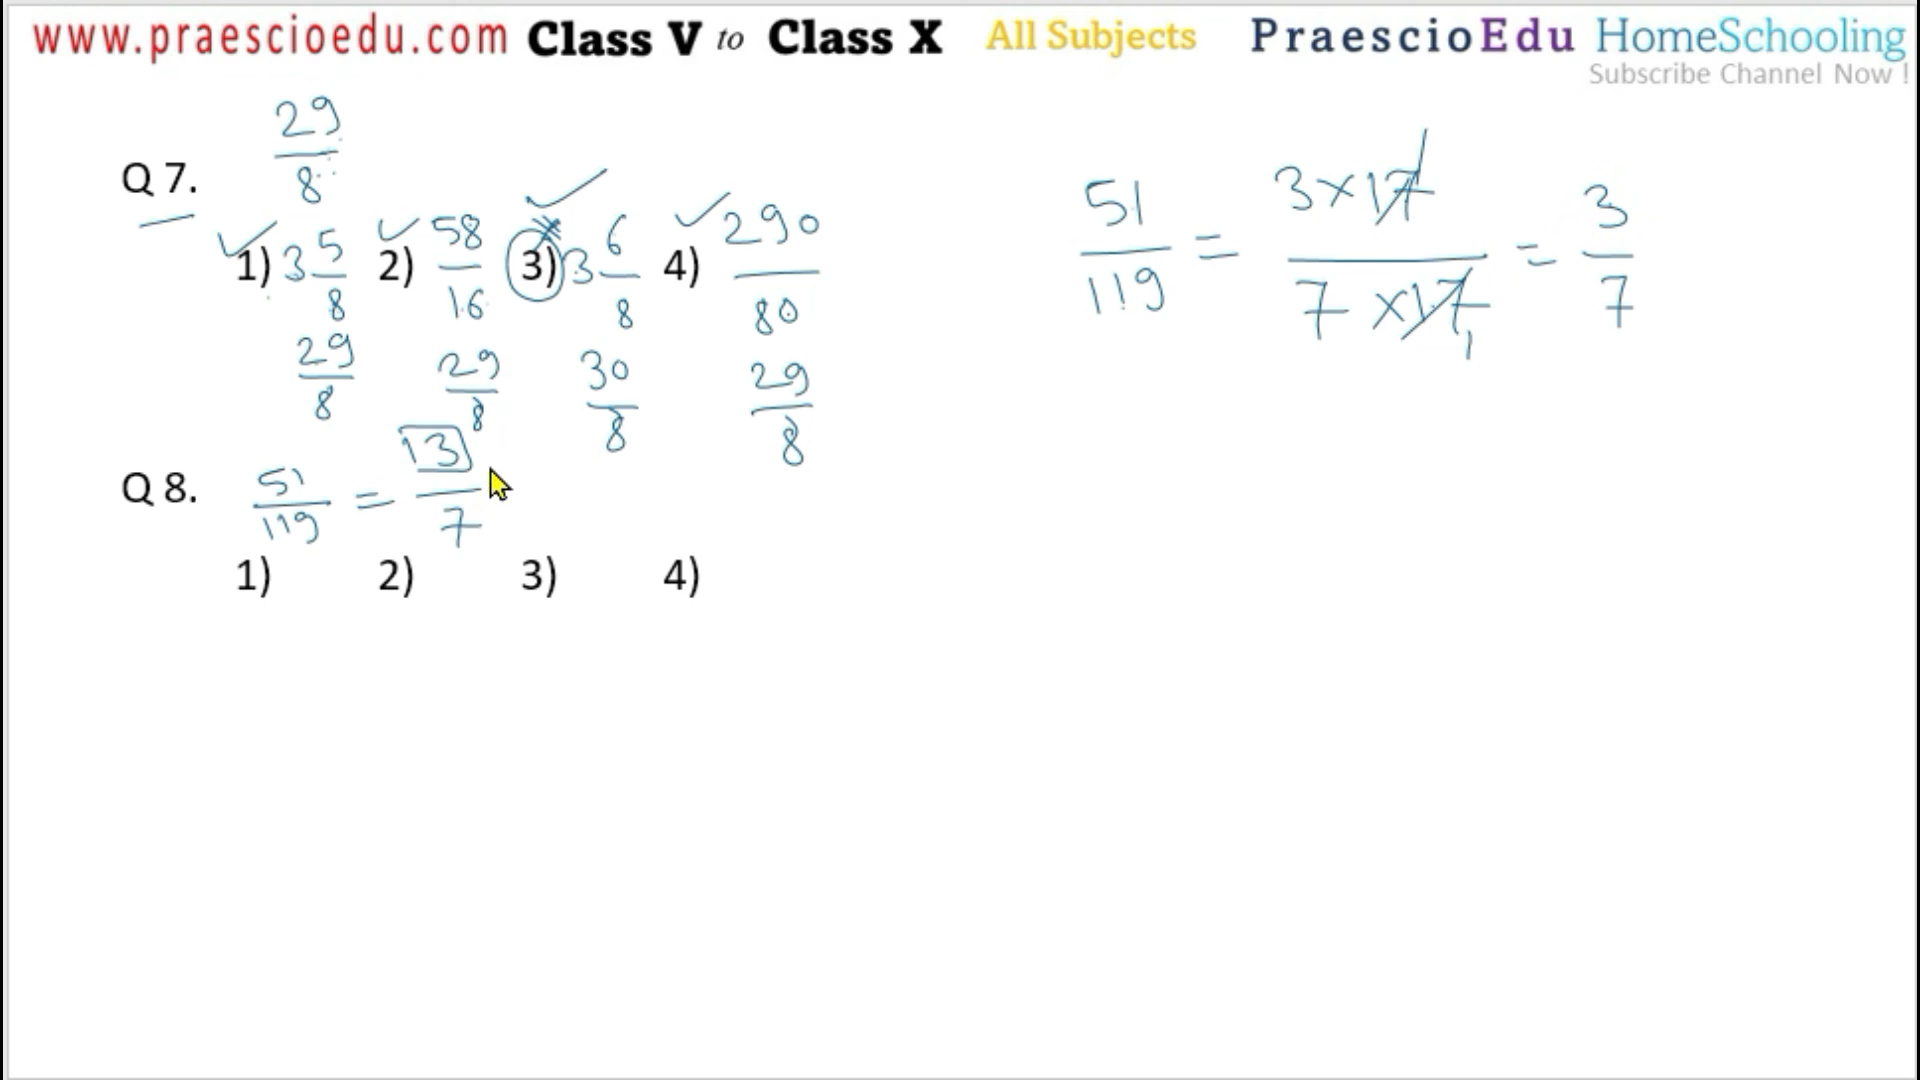 www.praescioedu.com Class V to Class X All Subjects PraescioEdu HomeSchooling
Subscribe Channel Now !
Q 7. 29/8
1) 3 5/8 2) 58/16 3) 3 6/8 4) 290/80
29/8 29/8 30/8 29/8
Q 8. 51/119 = 3/7
1) 2) 3) 4)
51/119 = 3×17/7×17 = 3/7